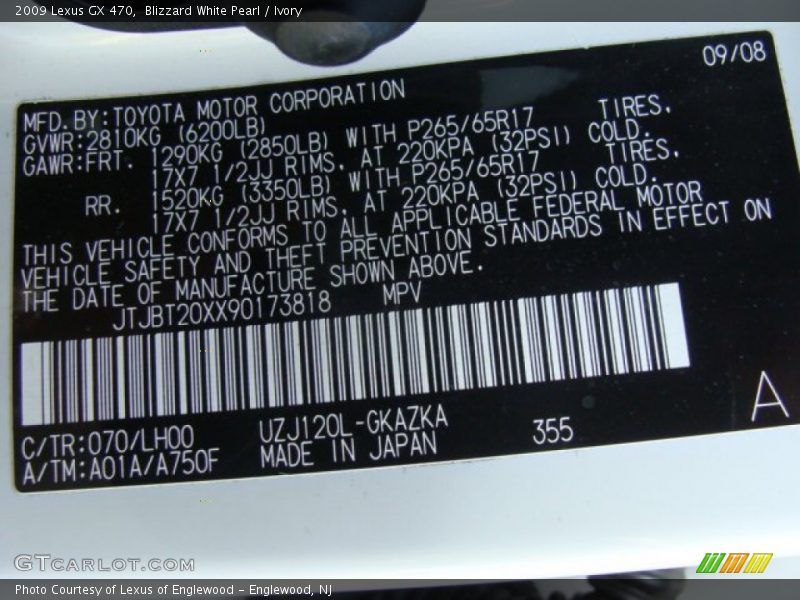 2009 Lexus GX 470, Blizzard White Pearl / Ivory
09/08
MFD.BY:TOYOTA MOTOR CORPORATION
GVWR:2810KG (6200LB)
GAWR:FRT. 1290KG (2850LB) WITH P265/65R17 TIRES,
17X7 1/2JJ RIMS, AT 220KPA (32PSI) COLD.
RR. 1520KG (3350LB) WITH P265/65R17 TIRES,
17X7 1/2JJ RIMS, AT 220KPA (32PSI) COLD.
THIS VEHICLE CONFORMS TO ALL APPLICABLE FEDERAL MOTOR
VEHICLE SAFETY AND THEFT PREVENTION STANDARDS IN EFFECT ON
THE DATE OF MANUFACTURE SHOWN ABOVE.
JTJBT20XX90173818 MPV
C/TR:070/LH00 UZJ120L-GKAZKA 355 A
A/TM:A01A/A750F MADE IN JAPAN
GTCARLOT.COM
Photo Courtesy of Lexus of Englewood - Englewood, NJ